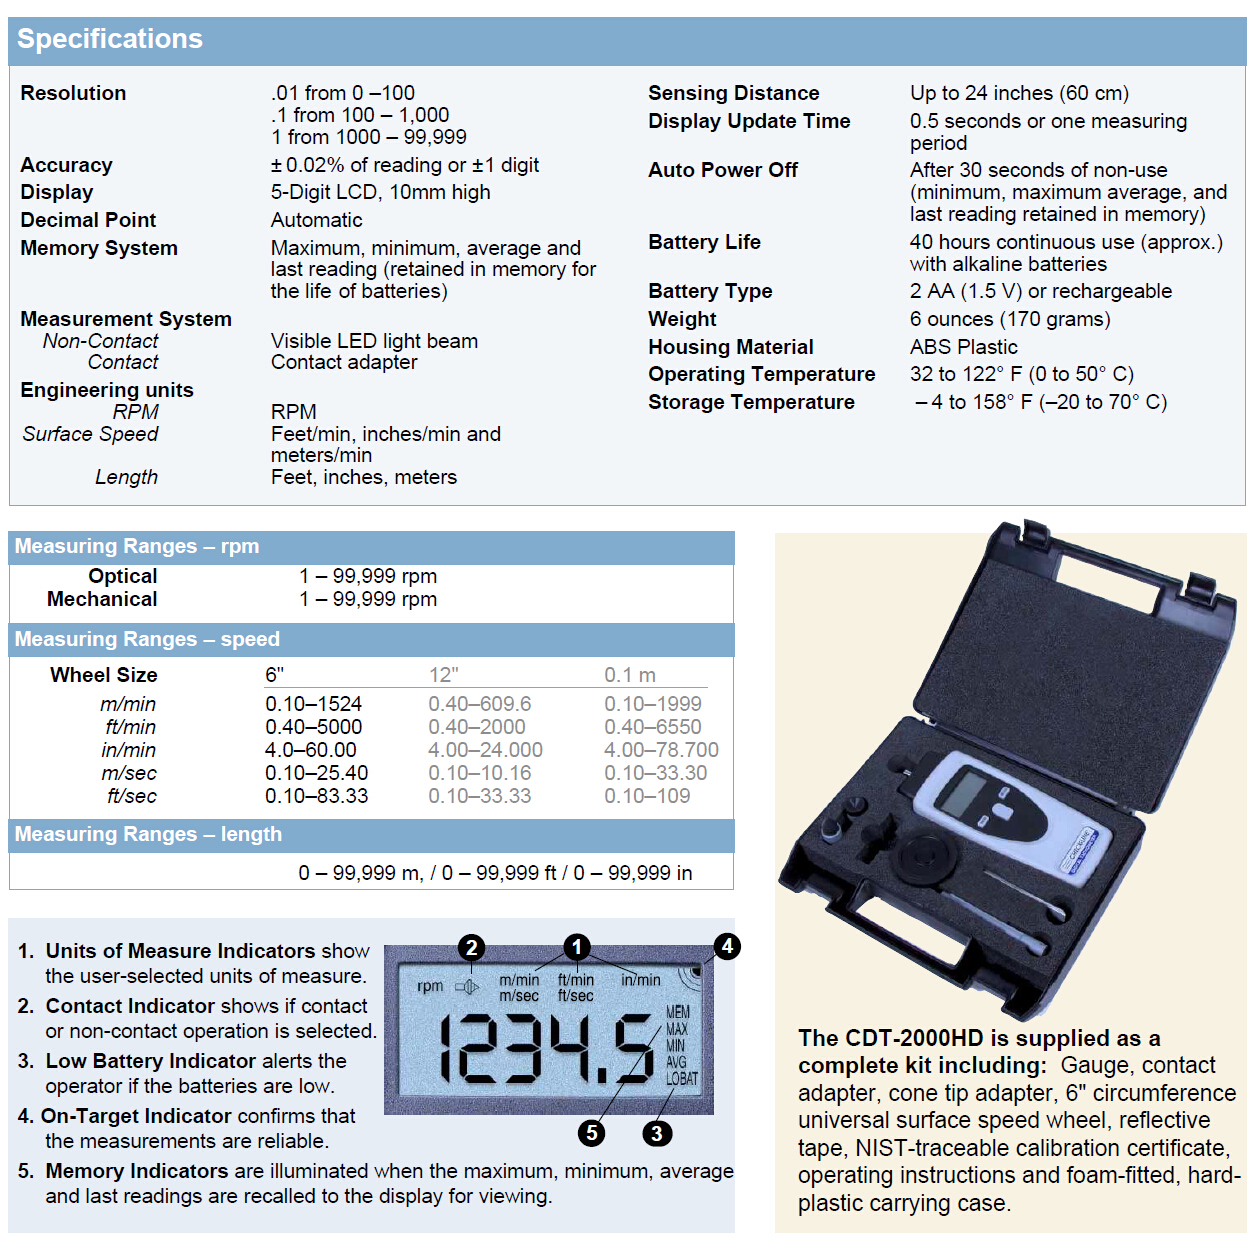 Specifications
Resolution .01 from 0 –100
.1 from 100 – 1,000
1 from 1000 – 99,999
Accuracy ± 0.02% of reading or ±1 digit
Display 5-Digit LCD, 10mm high
Decimal Point Automatic
Memory System Maximum, minimum, average and
last reading (retained in memory for
the life of batteries)
Measurement System
Non-Contact Visible LED light beam
Contact Contact adapter
Engineering units
RPM RPM
Surface Speed Feet/min, inches/min and
meters/min
Length Feet, inches, meters
Sensing Distance Up to 24 inches (60 cm)
Display Update Time 0.5 seconds or one measuring
period
Auto Power Off After 30 seconds of non-use
(minimum, maximum average, and
last reading retained in memory)
Battery Life 40 hours continuous use (approx.)
with alkaline batteries
Battery Type 2 AA (1.5 V) or rechargeable
Weight 6 ounces (170 grams)
Housing Material ABS Plastic
Operating Temperature 32 to 122° F (0 to 50° C)
Storage Temperature – 4 to 158° F (–20 to 70° C)
Measuring Ranges – rpm
Optical 1 – 99,999 rpm
Mechanical 1 – 99,999 rpm
Measuring Ranges – speed
Wheel Size 6" 12" 0.1 m
m/min 0.10–1524 0.40–609.6 0.10–1999
ft/min 0.40–5000 0.40–2000 0.40–6550
in/min 4.0–60.00 4.00–24.000 4.00–78.700
m/sec 0.10–25.40 0.10–10.16 0.10–33.30
ft/sec 0.10–83.33 0.10–33.33 0.10–109
Measuring Ranges – length
0 – 99,999 m, / 0 – 99,999 ft / 0 – 99,999 in
1. Units of Measure Indicators show
the user-selected units of measure.
2. Contact Indicator shows if contact
or non-contact operation is selected.
3. Low Battery Indicator alerts the
operator if the batteries are low.
4. On-Target Indicator confirms that
the measurements are reliable.
5. Memory Indicators are illuminated when the maximum, minimum, average
and last readings are recalled to the display for viewing.
2 1 4
rpm m/min ft/min in/min
m/sec ft/sec
1234.5
MEM
MAX
MIN
AVG
LOBAT
5 3
CHECKLINE
The CDT-2000HD is supplied as a
complete kit including: Gauge, contact
adapter, cone tip adapter, 6" circumference
universal surface speed wheel, reflective
tape, NIST-traceable calibration certificate,
operating instructions and foam-fitted, hard-
plastic carrying case.